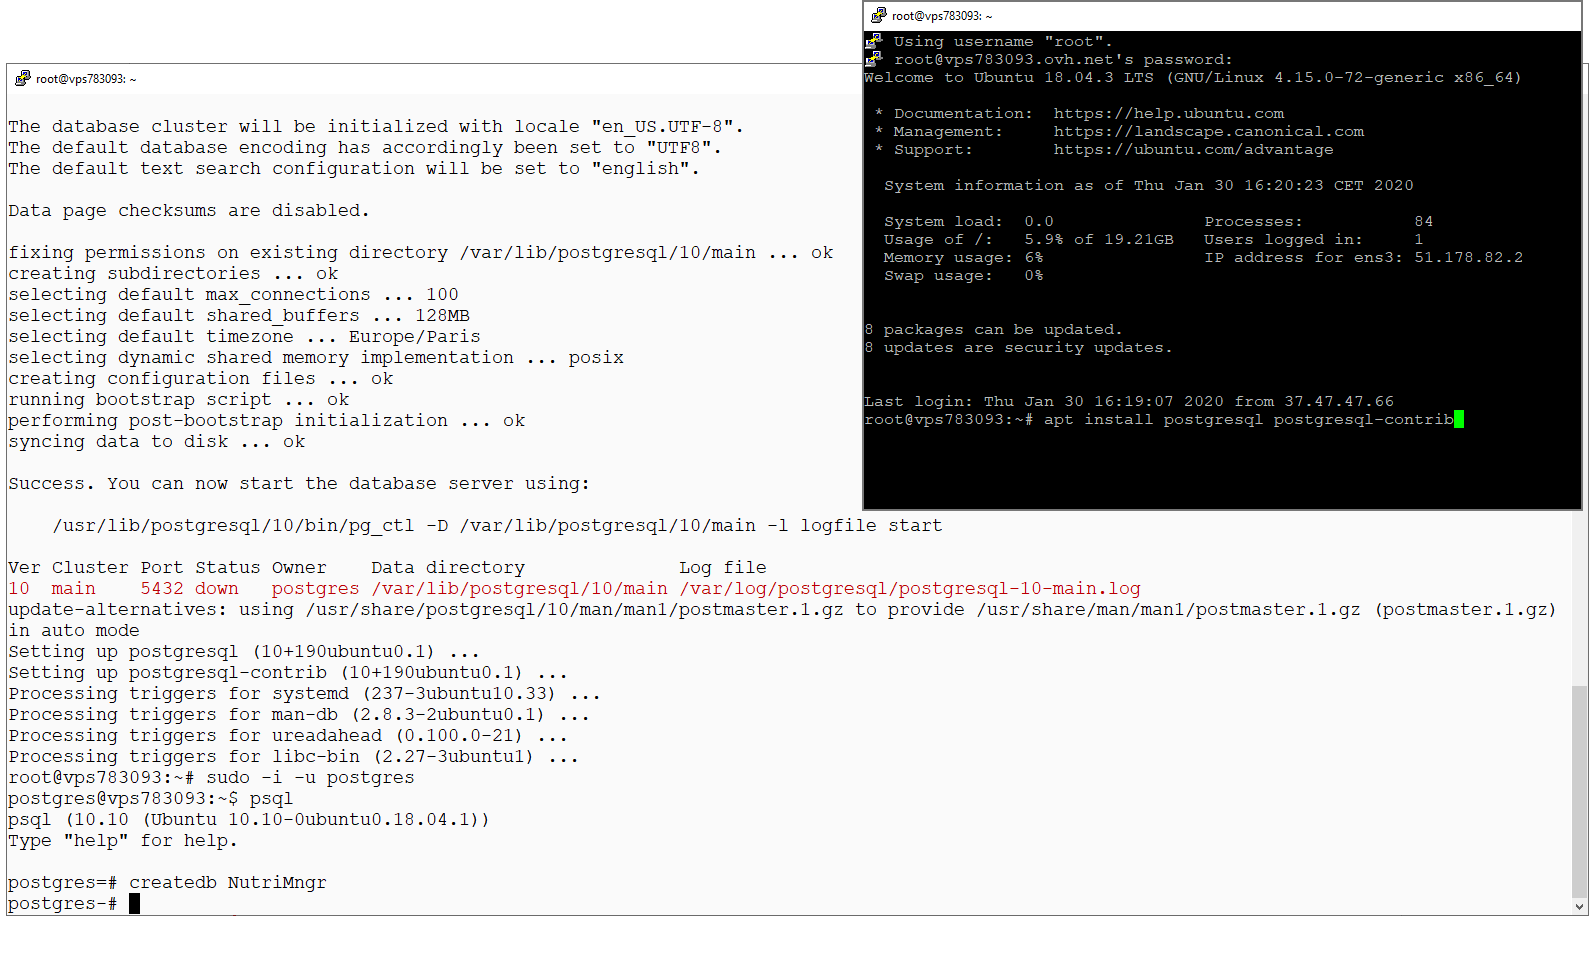 root@vps783093: ~
Using username "root".
root@vps783093.ovh.net's password:
Welcome to Ubuntu 18.04.3 LTS (GNU/Linux 4.15.0-72-generic x86_64)
* Documentation: https://help.ubuntu.com
* Management: https://landscape.canonical.com
* Support: https://ubuntu.com/advantage
System information as of Thu Jan 30 16:20:23 CET 2020
System load: 0.0 Processes: 84
Usage of /: 5.9% of 19.21GB Users logged in: 1
Memory usage: 6% IP address for ens3: 51.178.82.2
Swap usage: 0%
8 packages can be updated.
8 updates are security updates.
Last login: Thu Jan 30 16:19:07 2020 from 37.47.47.66
root@vps783093:~# apt install postgresql postgresql-contrib
root@vps783093: ~
The database cluster will be initialized with locale "en_US.UTF-8".
The default database encoding has accordingly been set to "UTF8".
The default text search configuration will be set to "english".
Data page checksums are disabled.
fixing permissions on existing directory /var/lib/postgresql/10/main ... ok
creating subdirectories ... ok
selecting default max_connections ... 100
selecting default shared_buffers ... 128MB
selecting default timezone ... Europe/Paris
selecting dynamic shared memory implementation ... posix
creating configuration files ... ok
running bootstrap script ... ok
performing post-bootstrap initialization ... ok
syncing data to disk ... ok
Success. You can now start the database server using:
/usr/lib/postgresql/10/bin/pg_ctl -D /var/lib/postgresql/10/main -l logfile start
Ver Cluster Port Status Owner Data directory Log file
10 main 5432 down postgres /var/lib/postgresql/10/main /var/log/postgresql/postgresql-10-main.log
update-alternatives: using /usr/share/postgresql/10/man/man1/postmaster.1.gz to provide /usr/share/man/man1/postmaster.1.gz (postmaster.1.gz)
in auto mode
Setting up postgresql (10+190ubuntu0.1) ...
Setting up postgresql-contrib (10+190ubuntu0.1) ...
Processing triggers for systemd (237-3ubuntu10.33) ...
Processing triggers for man-db (2.8.3-2ubuntu0.1) ...
Processing triggers for ureadahead (0.100.0-21) ...
Processing triggers for libc-bin (2.27-3ubuntu1) ...
root@vps783093:~# sudo -i -u postgres
postgres@vps783093:~$ psql
psql (10.10 (Ubuntu 10.10-0ubuntu0.18.04.1))
Type "help" for help.
postgres=# createdb NutriMngr
postgres-#